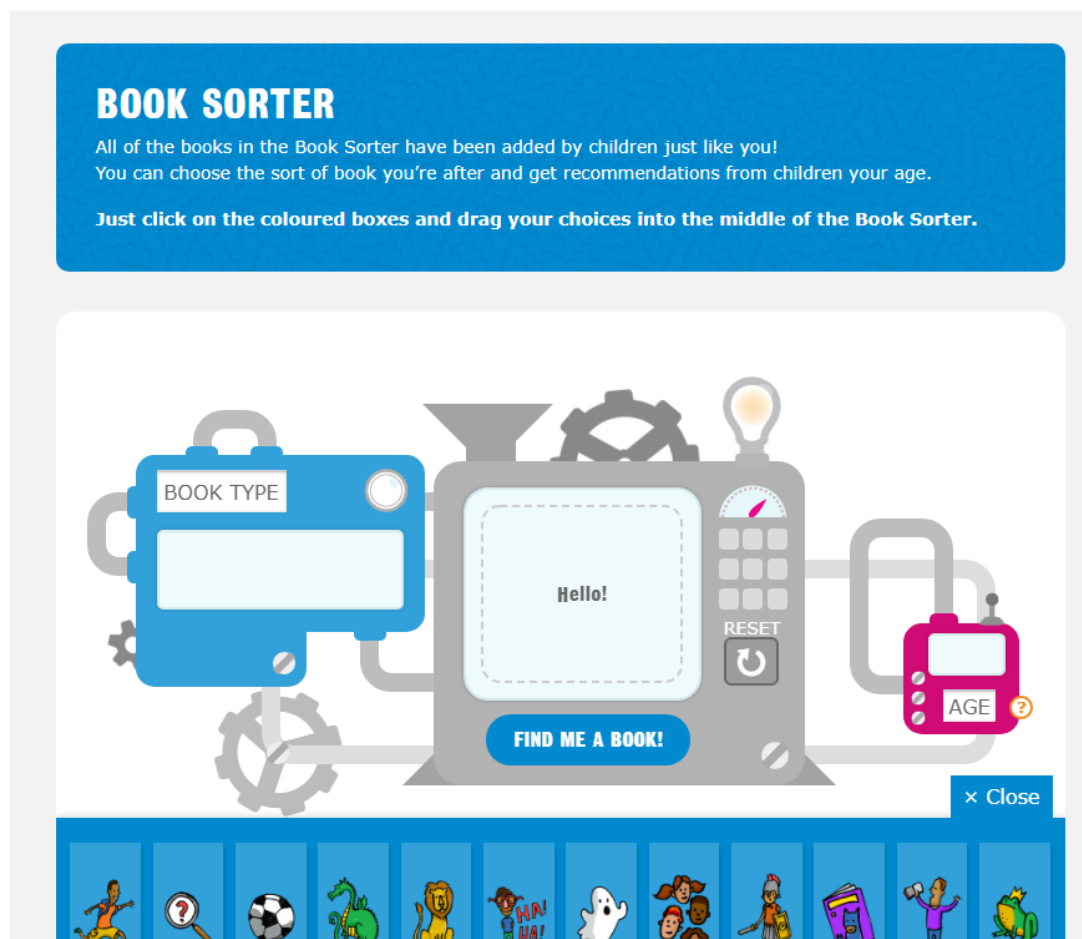 BOOK SORTER
All of the books in the Book Sorter have been added by children just like you!
You can choose the sort of book you’re after and get recommendations from children your age.
Just click on the coloured boxes and drag your choices into the middle of the Book Sorter.
BOOK TYPE
Hello!
RESET
AGE
?
FIND ME A BOOK!
× Close
?
HA!
HA!